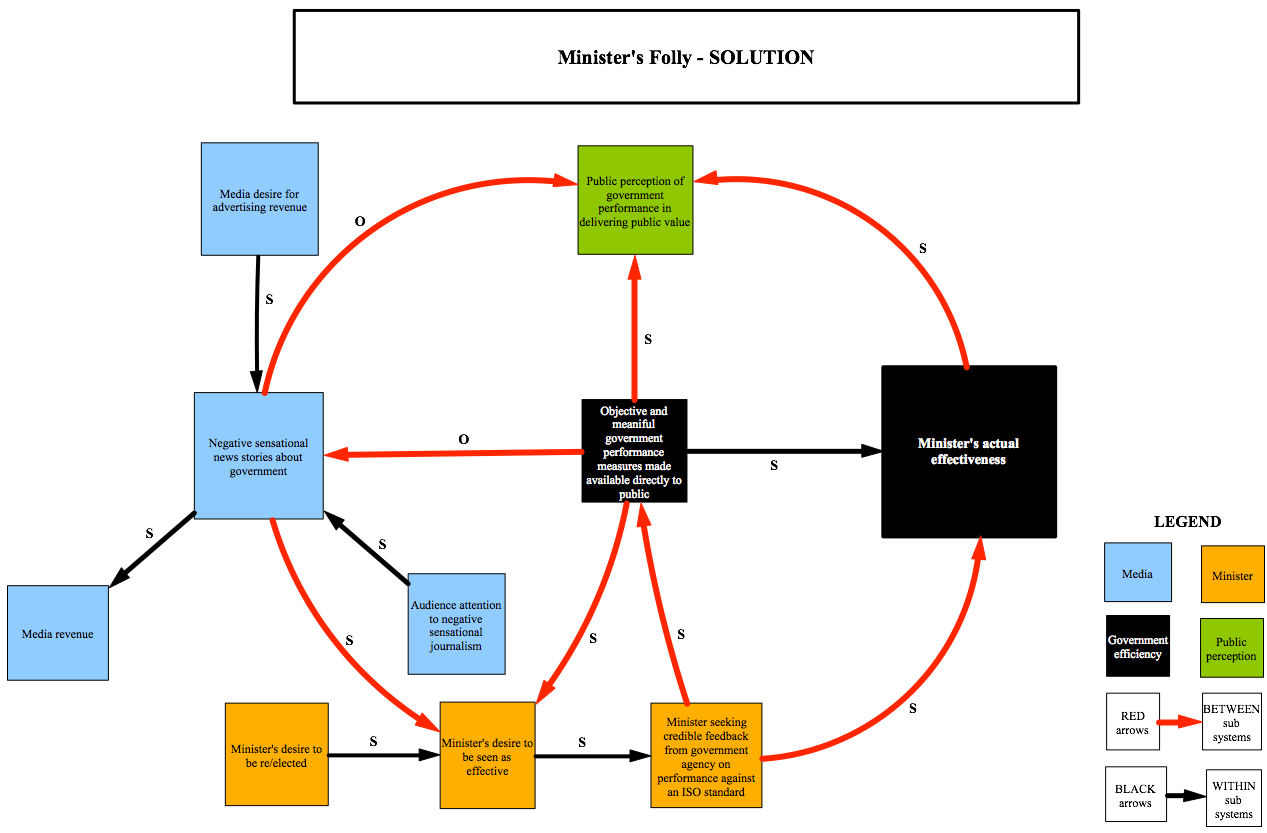 Minister's Folly - SOLUTION
Media desire for
advertising revenue
Public perception of
government
performance in
delivering public value
O
S
S
S
Negative sensational
news stories about
government
O
Objective and
meaniful
government
performance
measures made
available directly to
public
S
Minister's actual
effectiveness
S
S
Media revenue
Audience attention
to negative
sensational
journalism
S
S
S
S
Minister's desire to
be re/elected
S
Minister's desire to
be seen as
effective
S
Minister seeking
credible feedback
from government
agency on
performance against
an ISO standard
LEGEND
Media
Minister
Government
efficiency
Public
perception
RED
arrows
BETWEEN
sub
systems
BLACK
arrows
WITHIN
sub
systems